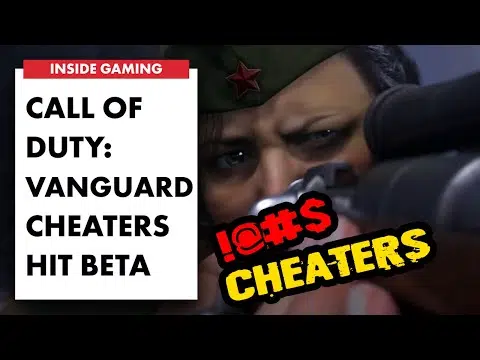 INSIDE GAMING
CALL OF
DUTY:
VANGUARD
CHEATERS
HIT BETA
!@#$
CHEATERS